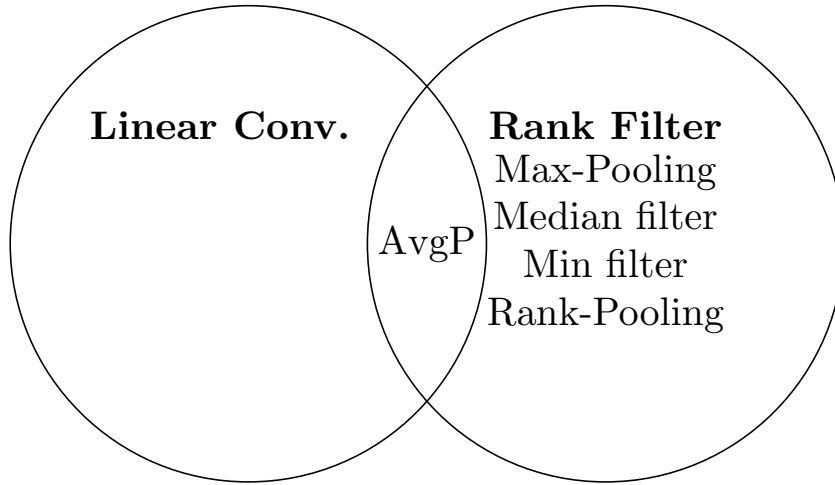 Linear Conv.
Rank Filter
Max-Pooling
Median filter
AvgP
Min filter
Rank-Pooling